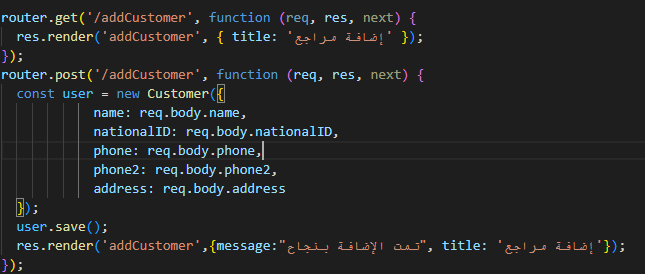 router.get('/addCustomer', function (req, res, next) {
  res.render('addCustomer', { title: 'إضافة مراجع' });
});
router.post('/addCustomer', function (req, res, next) {
  const user = new Customer({
            name: req.body.name,
            nationalID: req.body.nationalID,
            phone: req.body.phone,
            phone2: req.body.phone2,
            address: req.body.address
  });
  user.save();
  res.render('addCustomer',{message:"تمت الإضافة بنجاح", title: 'إضافة مراجع'});
});